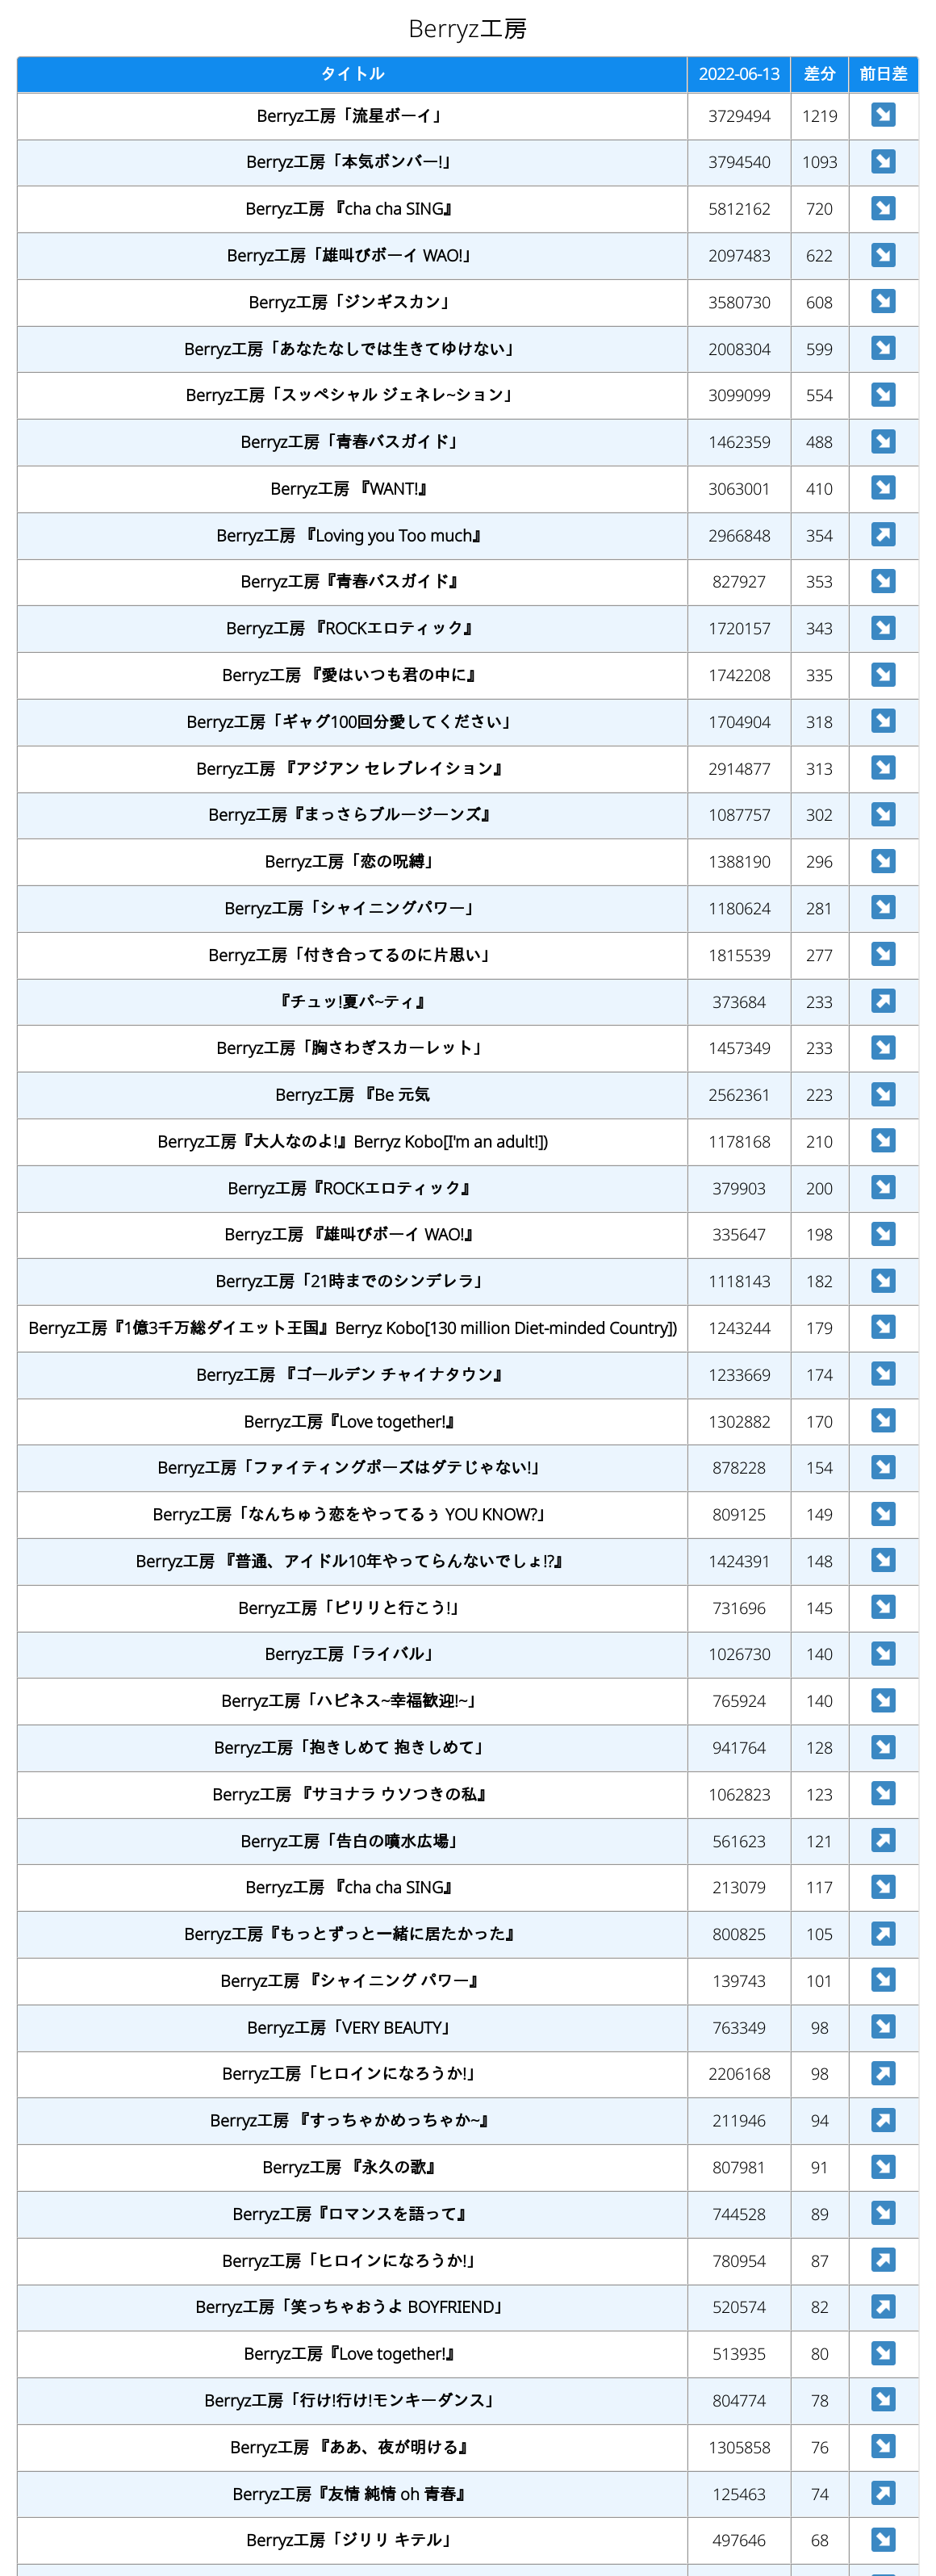 Berryz工房
タイトル 2022-06-13 差分 前日差
Berryz工房「流星ボーイ」 3729494 1219
Berryz工房「本気ボンバー!」 3794540 1093
Berryz工房 『cha cha SING』 5812162 720
Berryz工房「雄叫びボーイ WAO!」 2097483 622
Berryz工房「ジンギスカン」 3580730 608
Berryz工房「あなたなしでは生きてゆけない」 2008304 599
Berryz工房「スッペシャル ジェネレ~ション」 3099099 554
Berryz工房「青春バスガイド」 1462359 488
Berryz工房 『WANT!』 3063001 410
Berryz工房 『Loving you Too much』 2966848 354
Berryz工房『青春バスガイド』 827927 353
Berryz工房 『ROCKエロティック』 1720157 343
Berryz工房 『愛はいつも君の中に』 1742208 335
Berryz工房「ギャグ100回分愛してください」 1704904 318
Berryz工房 『アジアン セレブレイション』 2914877 313
Berryz工房『まっさらブルージーンズ』 1087757 302
Berryz工房「恋の呪縛」 1388190 296
Berryz工房「シャイニングパワー」 1180624 281
Berryz工房「付き合ってるのに片思い」 1815539 277
『チュッ!夏パ~ティ』 373684 233
Berryz工房「胸さわぎスカーレット」 1457349 233
Berryz工房 『Be 元気 2562361 223
Berryz工房『大人なのよ!』Berryz Kobo[I'm an adult!]) 1178168 210
Berryz工房『ROCKエロティック』 379903 200
Berryz工房 『雄叫びボーイ WAO!』 335647 198
Berryz工房「21時までのシンデレラ」 1118143 182
Berryz工房『1億3千万総ダイエット王国』Berryz Kobo[130 million Diet-minded Country]) 1243244 179
Berryz工房 『ゴールデン チャイナタウン』 1233669 174
Berryz工房『Love together!』 1302882 170
Berryz工房「ファイティングポーズはダテじゃない!」 878228 154
Berryz工房「なんちゅう恋をやってるぅ YOU KNOW?」 809125 149
Berryz工房 『普通、アイドル10年やってらんないでしょ!?』 1424391 148
Berryz工房「ピリリと行こう!」 731696 145
Berryz工房「ライバル」 1026730 140
Berryz工房「ハピネス~幸福歓迎!~」 765924 140
Berryz工房「抱きしめて 抱きしめて」 941764 128
Berryz工房 『サヨナラ ウソつきの私』 1062823 123
Berryz工房「告白の噴水広場」 561623 121
Berryz工房 『cha cha SING』 213079 117
Berryz工房『もっとずっと一緒に居たかった』 800825 105
Berryz工房 『シャイニング パワー』 139743 101
Berryz工房「VERY BEAUTY」 763349 98
Berryz工房「ヒロインになろうか!」 2206168 98
Berryz工房 『すっちゃかめっちゃか~』 211946 94
Berryz工房 『永久の歌』 807981 91
Berryz工房『ロマンスを語って』 744528 89
Berryz工房「ヒロインになろうか!」 780954 87
Berryz工房「笑っちゃおうよ BOYFRIEND」 520574 82
Berryz工房『Love together!』 513935 80
Berryz工房「行け!行け!モンキーダンス」 804774 78
Berryz工房 『ああ、夜が明ける』 1305858 76
Berryz工房『友情 純情 oh 青春』 125463 74
Berryz工房「ジリリ キテル」 497646 68